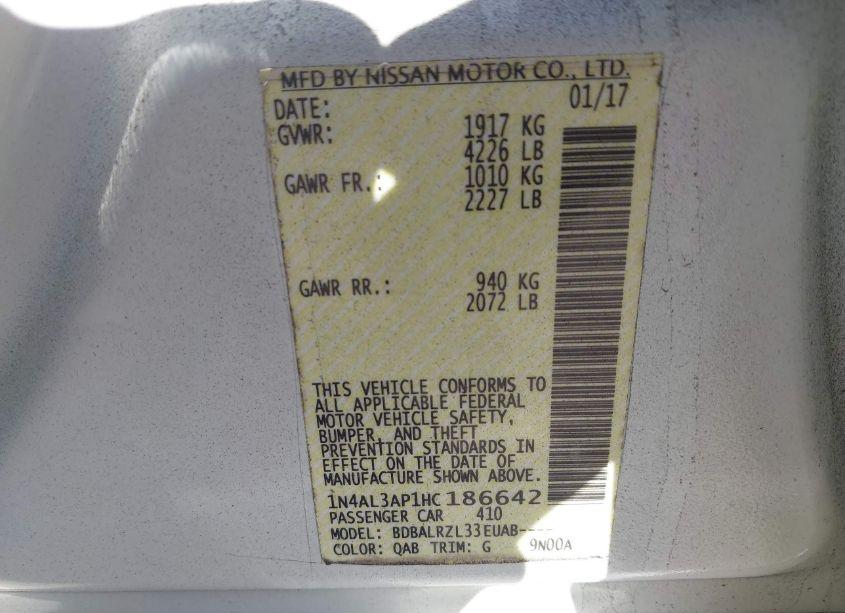 MFD BY NISSAN MOTOR CO., LTD.
DATE: 01/17
GVWR: 1917 KG
4226 LB
GAWR FR.: 1010 KG
2227 LB
GAWR RR.: 940 KG
2072 LB
THIS VEHICLE CONFORMS TO
ALL APPLICABLE FEDERAL
MOTOR VEHICLE SAFETY,
BUMPER, AND THEFT
PREVENTION STANDARDS IN
EFFECT ON THE DATE OF
MANUFACTURE SHOWN ABOVE.
1N4AL3AP1HC186642
PASSENGER CAR 410
MODEL: BDBALRZL33EUAB----
COLOR: QAB TRIM: G 9N00A